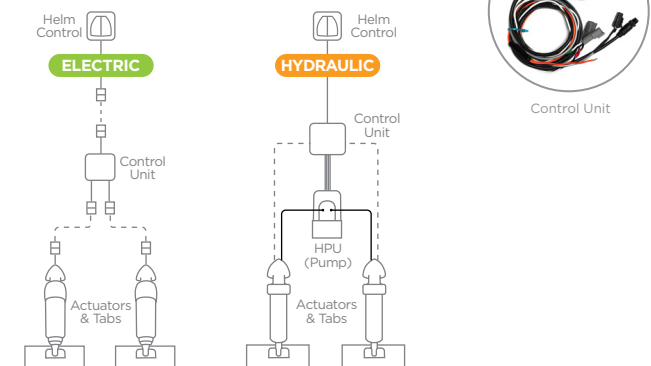 Helm
Control
ELECTRIC
Control
Unit
Actuators
& Tabs
Helm
Control
HYDRAULIC
Control
Unit
HPU
(Pump)
Actuators
& Tabs
Control Unit